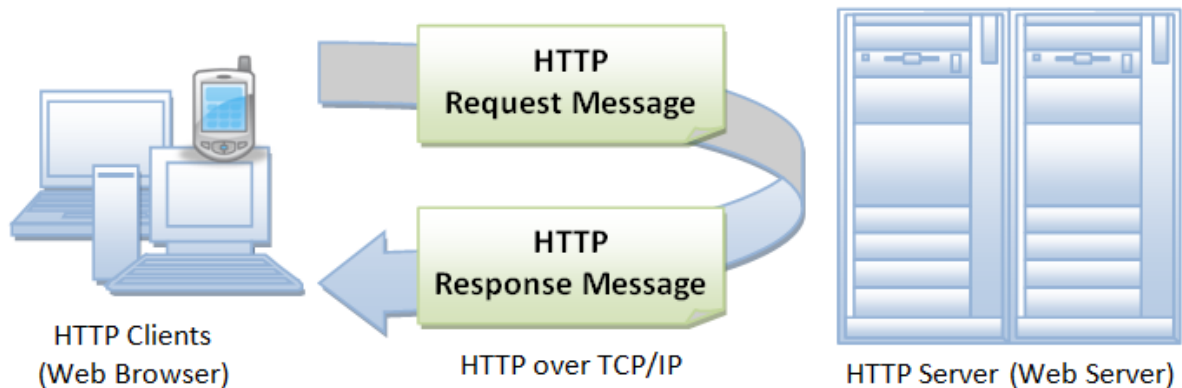 HTTP
Request Message
HTTP
Response Message
HTTP Clients
(Web Browser)
HTTP over TCP/IP
HTTP Server (Web Server)